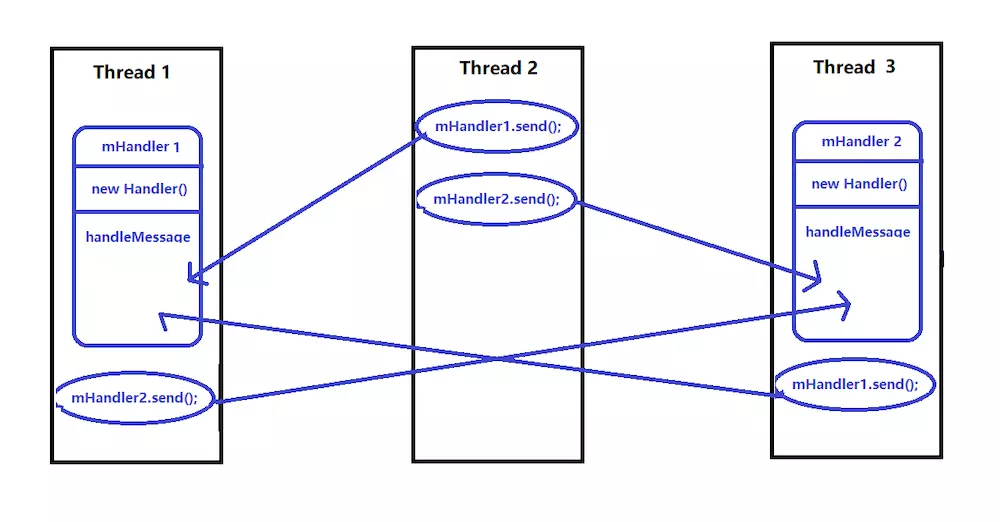 Thread 1
mHandler 1
new Handler()
handleMessage
mHandler2.send();
Thread 2
mHandler1.send();
mHandler2.send();
Thread 3
mHandler 2
new Handler()
handleMessage
mHandler1.send();